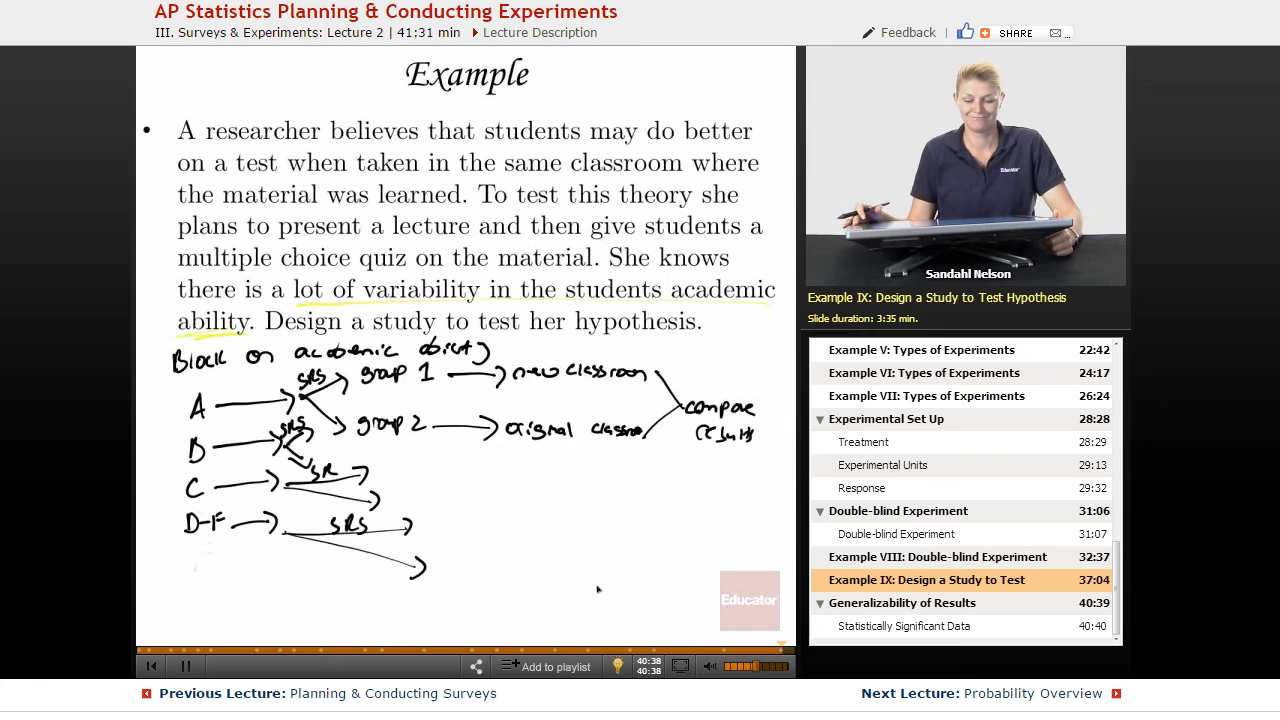 AP Statistics Planning & Conducting Experiments
III. Surveys & Experiments: Lecture 2 | 41:31 min Lecture Description
Feedback | SHARE ...
Example
• A researcher believes that students may do better
on a test when taken in the same classroom where
the material was learned. To test this theory she
plans to present a lecture and then give students a
multiple choice quiz on the material. She knows
there is a lot of variability in the students academic
ability. Design a study to test her hypothesis.
Block on academic
SRS group 1 new classroom
A
group 2 original
SRS
B
SR
C
D-F SRS
Educator
Educator
Sandahl Nelson
Example IX: Design a Study to Test Hypothesis
Slide duration: 3:35 min.
Example V: Types of Experiments 22:42
Example VI: Types of Experiments 24:17
Example VII: Types of Experiments 26:24
Experimental Set Up 28:28
Treatment 28:29
Experimental Units 29:13
Response 29:32
Double-blind Experiment 31:06
Double-blind Experiment 31:07
Example VIII: Double-blind Experiment 32:37
Example IX: Design a Study to Test 37:04
Generalizability of Results 40:39
Statistically Significant Data 40:40
Add to playlist
40:38
40:38
Previous Lecture: Planning & Conducting Surveys
Next Lecture: Probability Overview